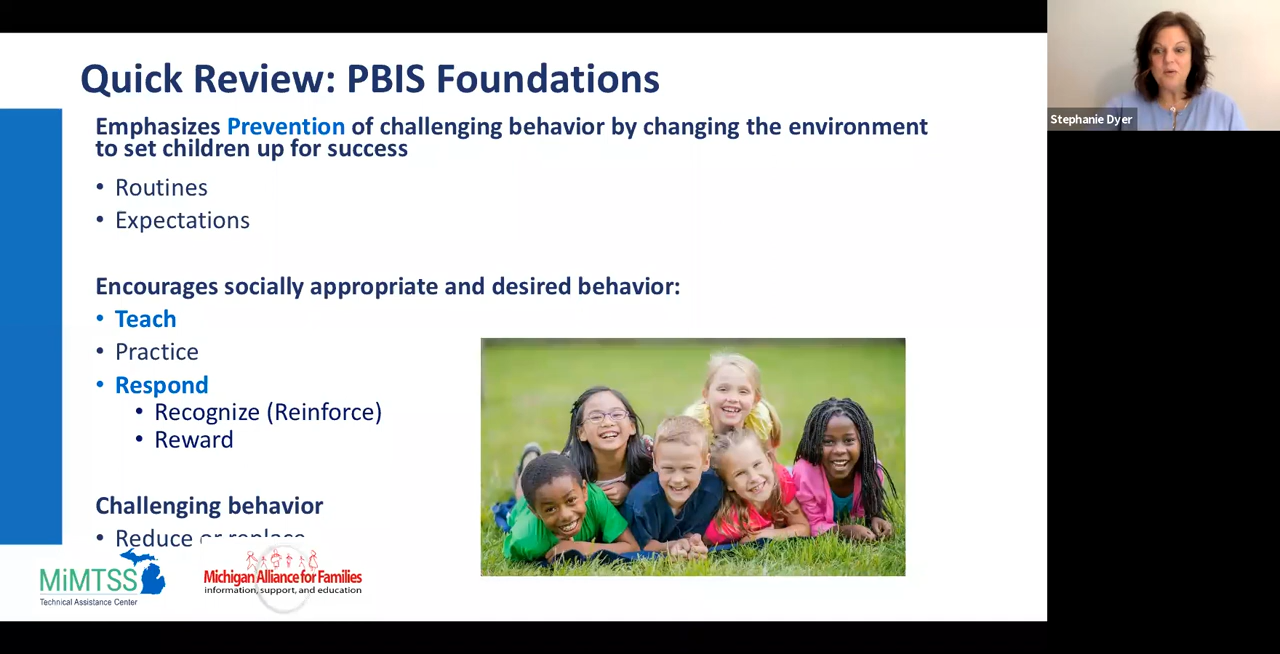 Quick Review: PBIS Foundations
Emphasizes Prevention of challenging behavior by changing the environment
to set children up for success
• Routines
• Expectations
Encourages socially appropriate and desired behavior:
• Teach
• Practice
• Respond
• Recognize (Reinforce)
• Reward
Challenging behavior
• Reduce or replace
MiMTSS
Technical Assistance Center
Michigan Alliance for Families
information, support, and education
Stephanie Dyer